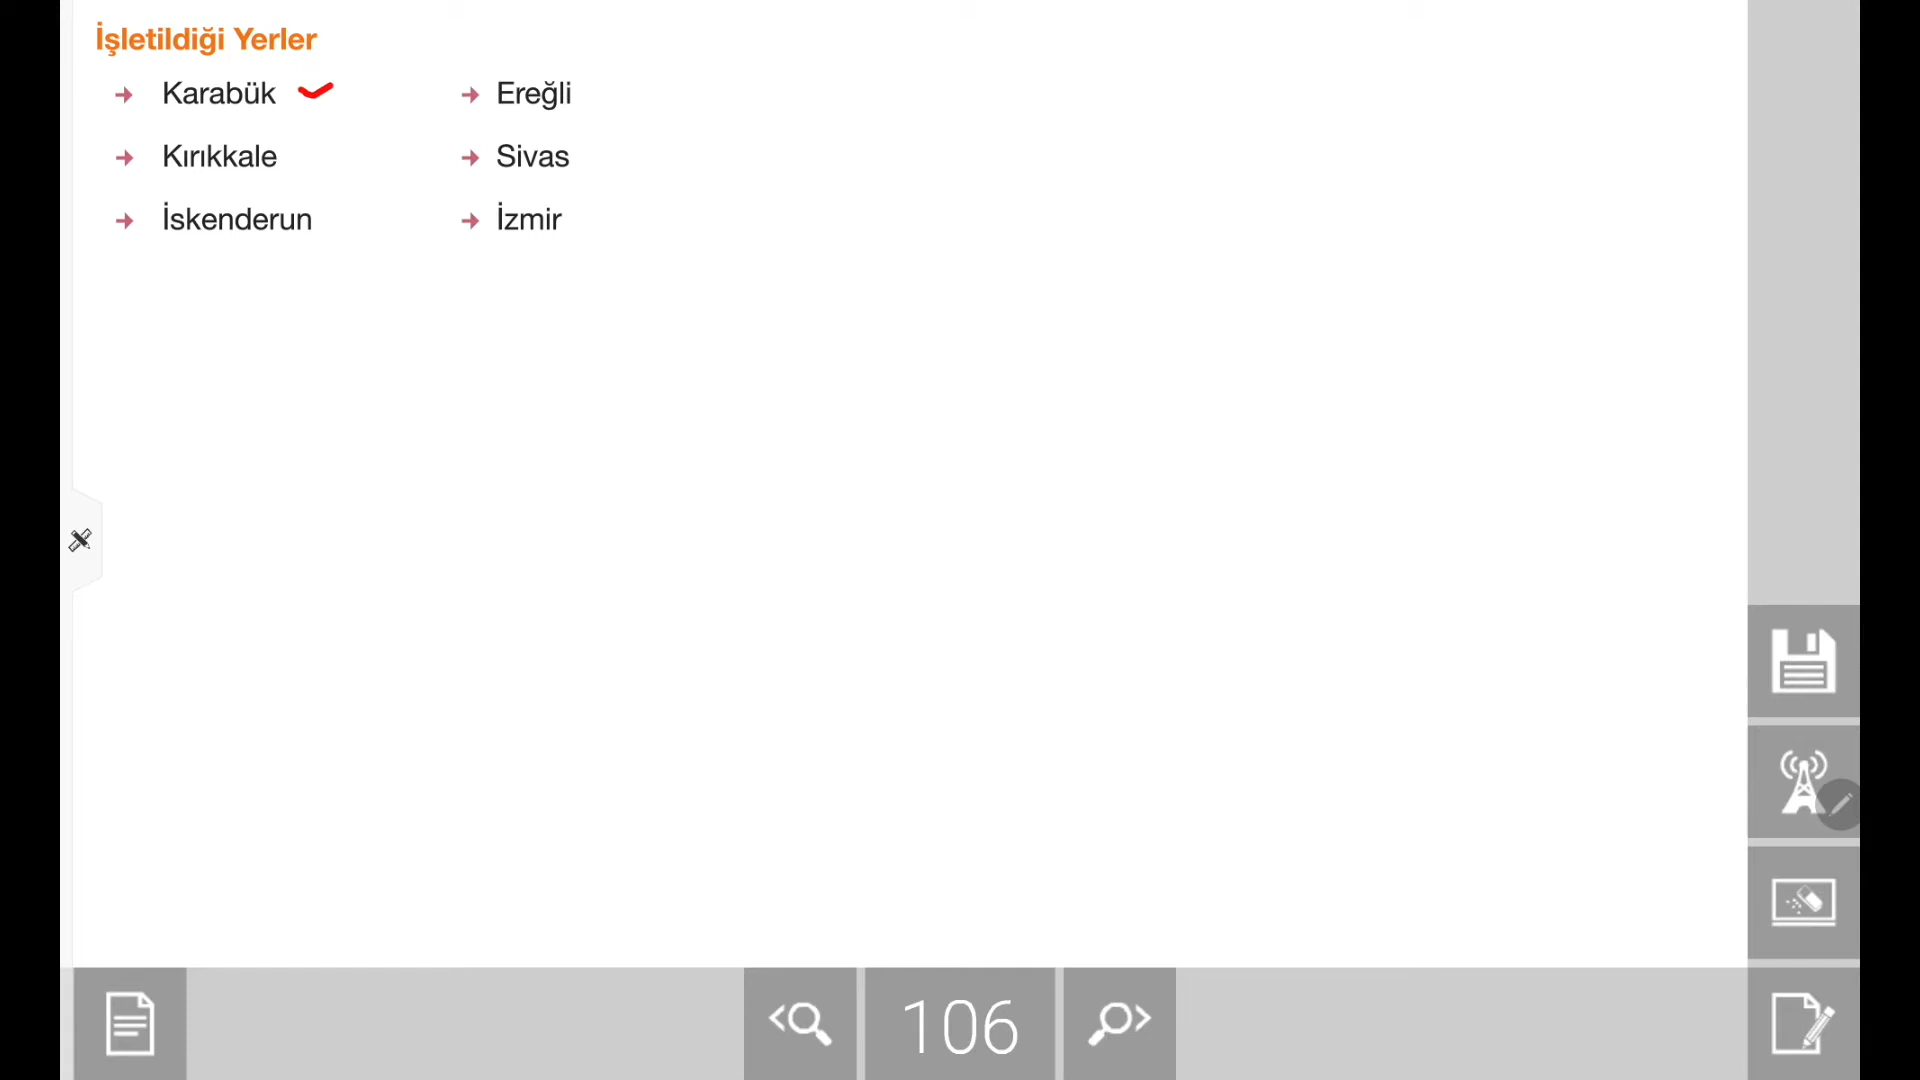 İşletildiği Yerler
→ Karabük → Ereğli
→ Kırıkkale → Sivas
→ İskenderun → İzmir
106